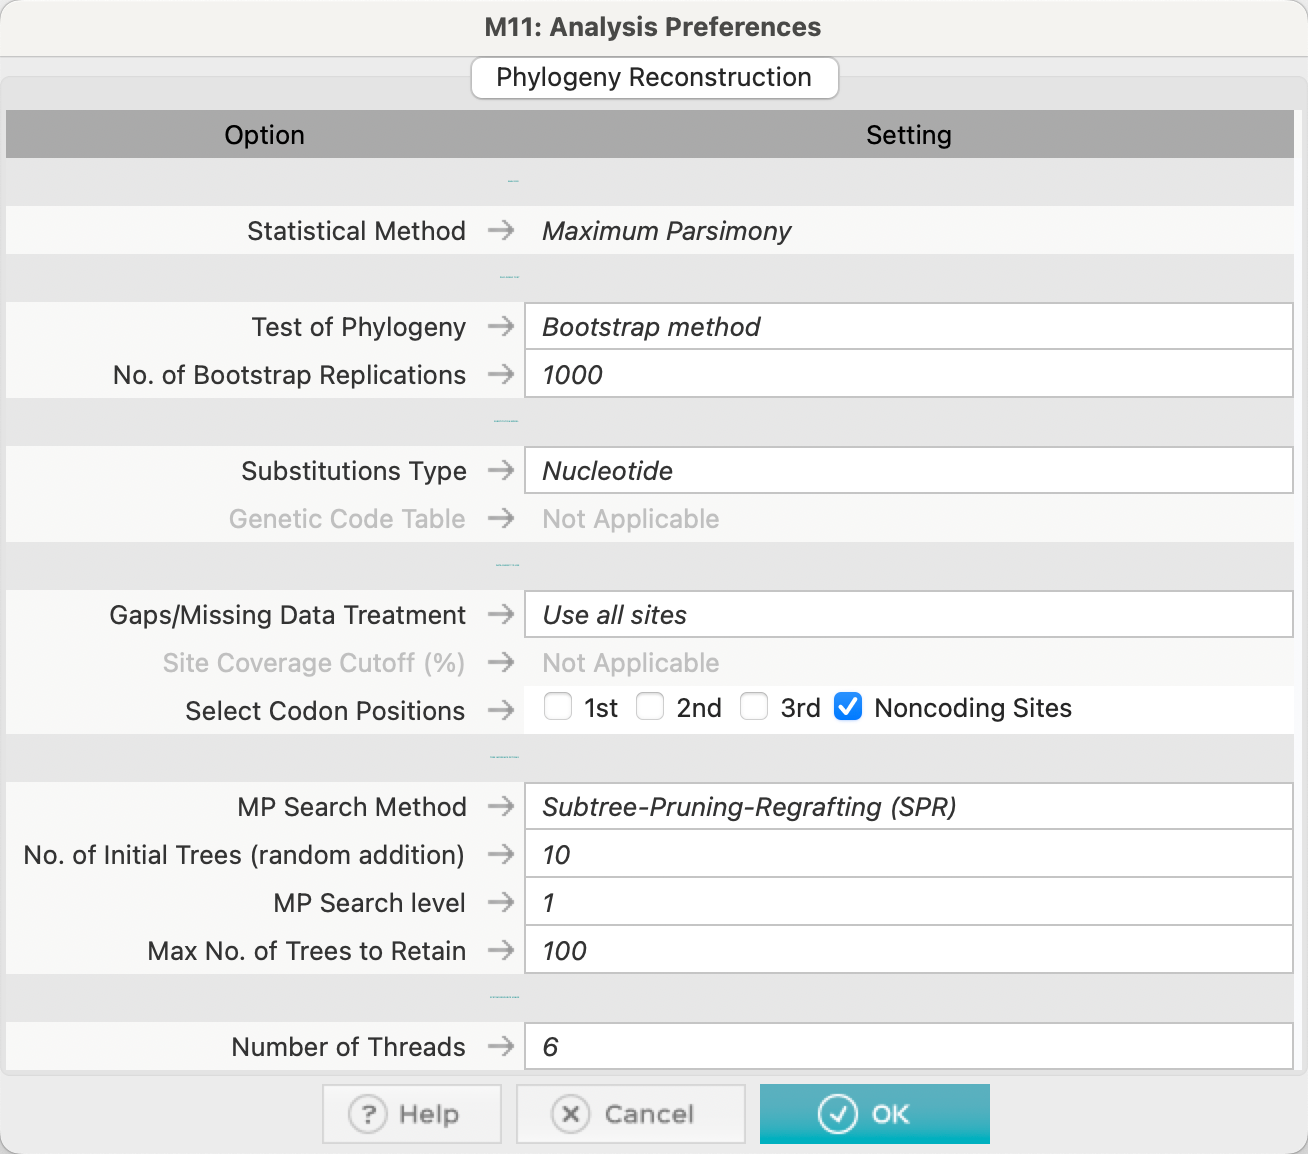 M11: Analysis Preferences
Phylogeny Reconstruction
Option Setting
Statistical Method → Maximum Parsimony
Test of Phylogeny → Bootstrap method
No. of Bootstrap Replications → 1000
Substitutions Type → Nucleotide
Genetic Code Table → Not Applicable
Gaps/Missing Data Treatment → Use all sites
Site Coverage Cutoff (%) → Not Applicable
Select Codon Positions → 1st 2nd 3rd Noncoding Sites
MP Search Method → Subtree-Pruning-Regrafting (SPR)
No. of Initial Trees (random addition) → 10
MP Search level → 1
Max No. of Trees to Retain → 100
Number of Threads → 6
? Help Cancel OK